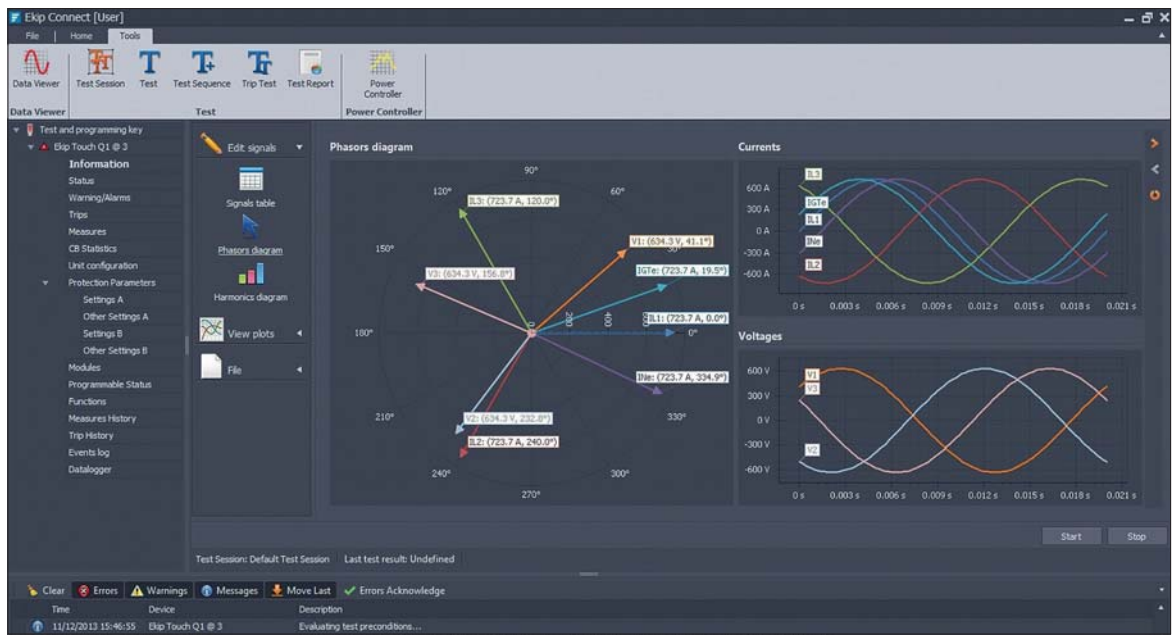 Ekip Connect [User]
File Home Tools
Data Viewer Test Session Test Test Sequence Trip Test Test Report Power Controller
Data Viewer Test Power Controller
Test and programming key
Ekip Touch Q1 @ 3
Information
Status
Warning/Alarms
Trips
Measures
CB Statistics
Unit configuration
Protection Parameters
Settings A
Other Settings A
Settings B
Other Settings B
Modules
Programmable Status
Functions
Measures History
Trip History
Events log
Datalogger
Edit signals
Signals table
Phasors diagram
Harmonics diagram
View plots
File
Phasors diagram
90°
120° 60°
IL3: (723.7 A, 120.0°)
V1: (634.3 V, 41.1°)
150° 30°
V3: (634.3 V, 156.8°)
IGTe: (723.7 A, 19.5°)
0 200 400
IL1: (723.7 A, 0.0°)
180° 0°
INe: (723.7 A, 334.9°)
210° 330°
V2: (634.3 V, 232.8°)
IL2: (723.7 A, 240.0°)
240° 300°
270°
Currents
IL3
600 A
IGTe
300 A
IL1
0 A
INe
-300 A
IL2
-600 A
0 s 0.003 s 0.006 s 0.009 s 0.012 s 0.015 s 0.018 s 0.021 s
Voltages
600 V
V1
V3
300 V
0 V
-300 V
V2
-600 V
0 s 0.003 s 0.006 s 0.009 s 0.012 s 0.015 s 0.018 s 0.021 s
Start Stop
Test Session: Default Test Session Last test result: Undefined
Clear Errors Warnings Messages Move Last Errors Acknowledge
Time Device Description
11/12/2013 15:46:55 Ekip Touch Q1 @ 3 Evaluating test preconditions...